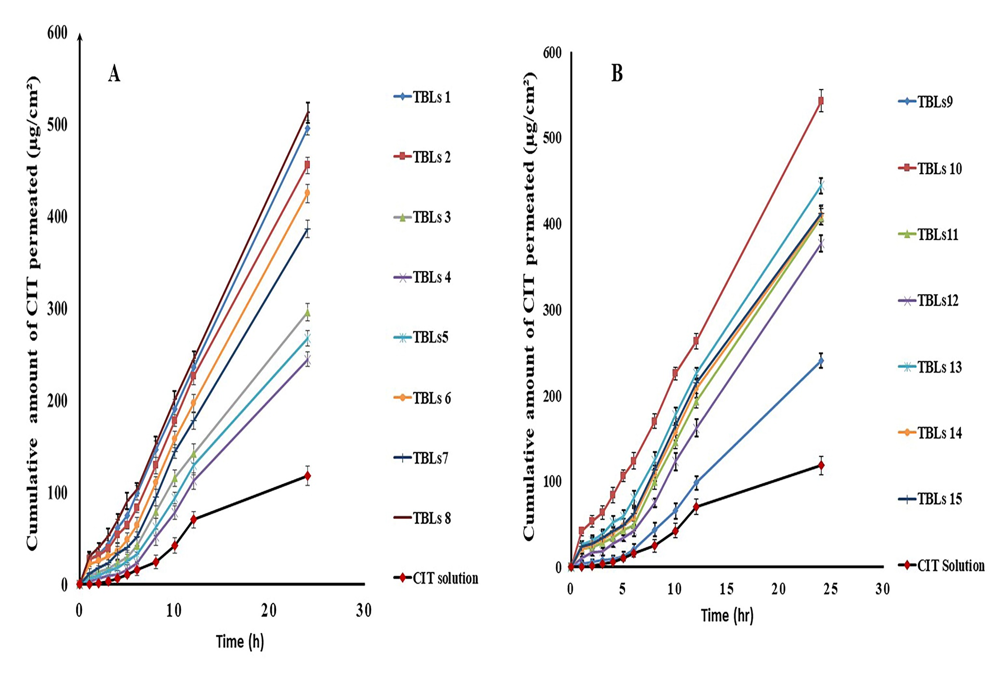 A
Cumulative amount of CIT permeated (µg/cm²)
600
500
400
300
200
100
0
0 10 20 30
Time (h)
TBLs 1
TBLs 2
TBLs 3
TBLs 4
TBLs5
TBLs 6
TBLs7
TBLs 8
CIT solution
B
Cumulative amount of CIT permeated (µg/cm²)
600
500
400
300
200
100
0
0 5 10 15 20 25 30
Time (hr)
TBLs9
TBLs 10
TBLs11
TBLs12
TBLs 13
TBLs 14
TBLs 15
CIT Solution